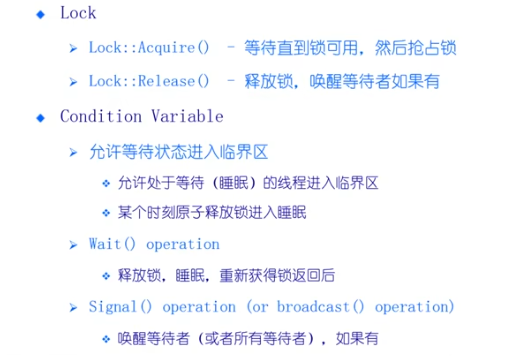 Lock
Lock::Acquire() - 等待直到锁可用，然后抢占锁
Lock::Release() - 释放锁，唤醒等待者如果有
Condition Variable
允许等待状态进入临界区
允许处于等待（睡眠）的线程进入临界区
某个时刻原子释放锁进入睡眠
Wait() operation
释放锁，睡眠，重新获得锁返回后
Signal() operation (or broadcast() operation)
唤醒等待者（或者所有等待者），如果有